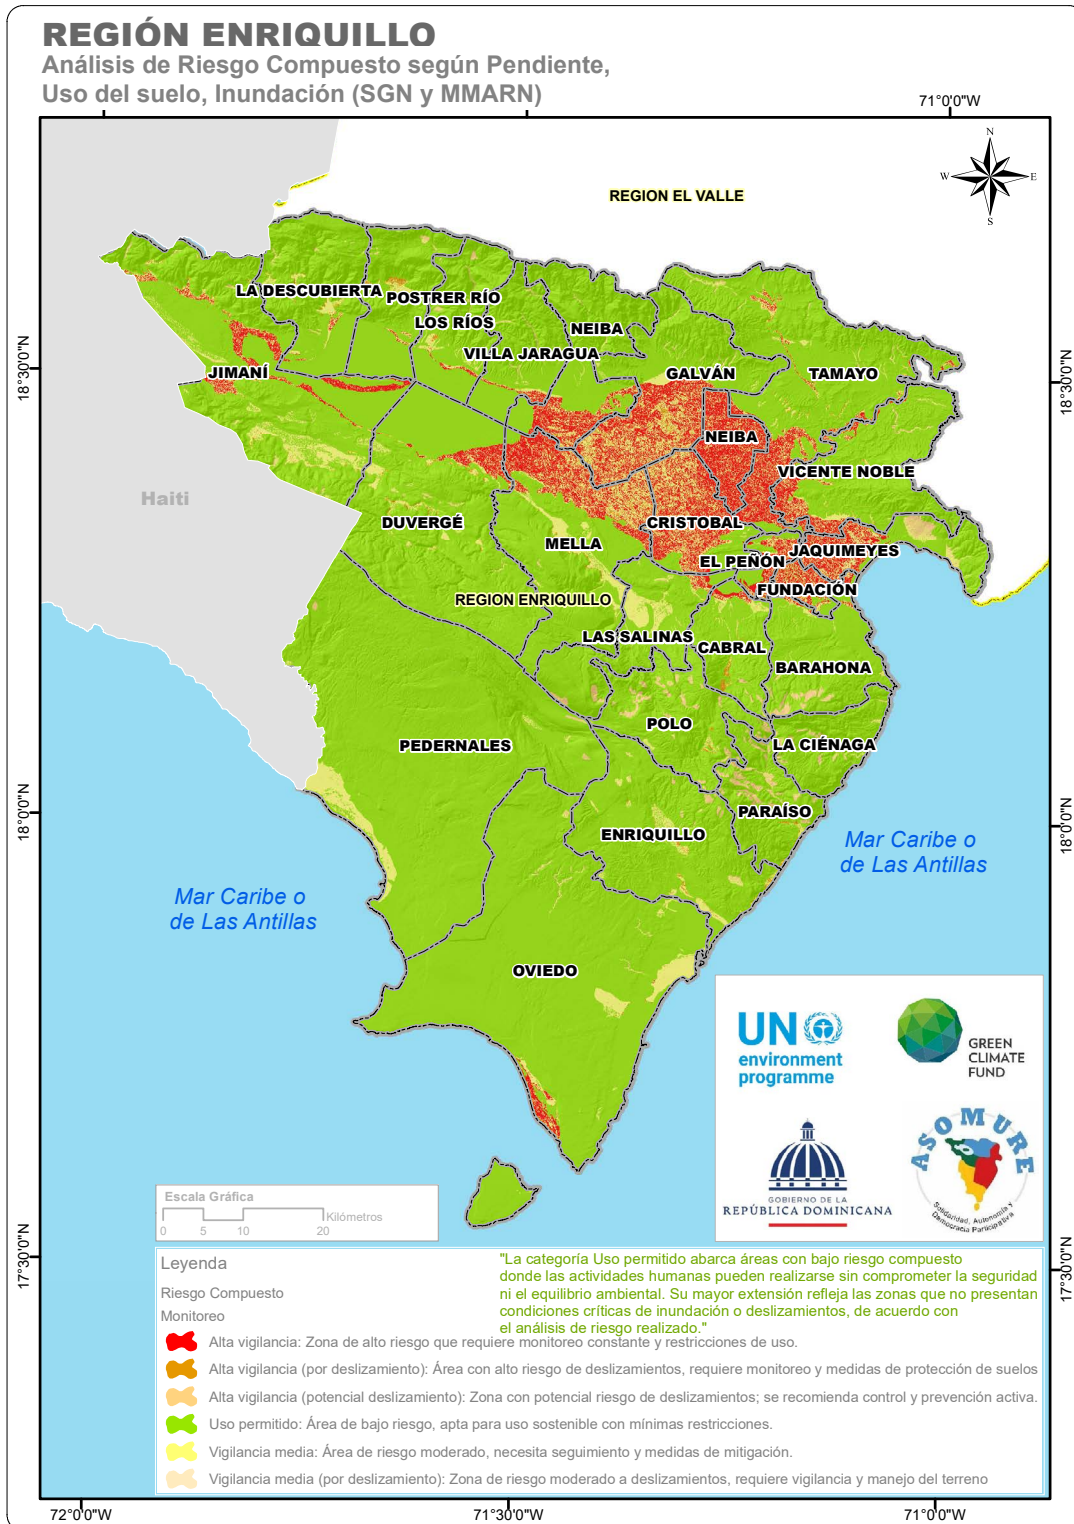 REGIÓN ENRIQUILLO
Análisis de Riesgo Compuesto según Pendiente,
Uso del suelo, Inundación (SGN y MMARN)
71°0'0"W
N
W
E
S
REGION EL VALLE
LA DESCUBIERTA
POSTRER RÍO
LOS RÍOS
NEIBA
VILLA JARAGUA
18°30'0"N
18°30'0"N
JIMANÍ
GALVÁN
TAMAYO
NEIBA
VICENTE NOBLE
Haiti
DUVERGÉ
CRISTOBAL
MELLA
JAQUIMEYES
EL PEÑÓN
FUNDACIÓN
REGION ENRIQUILLO
LAS SALINAS
CABRAL
BARAHONA
POLO
PEDERNALES
LA CIÉNAGA
18°0'0"N
18°0'0"N
PARAÍSO
ENRIQUILLO
Mar Caribe o
de Las Antillas
Mar Caribe o
de Las Antillas
OVIEDO
UN
environment
programme
GREEN
CLIMATE
FUND
GOBIERNO DE LA
REPÚBLICA DOMINICANA
ASOMURE
Solidaridad, Autonomía y
Democracia Participativa
Escala Gráfica
0 5 10 20 Kilómetros
17°30'0"N
17°30'0"N
Leyenda
Riesgo Compuesto
Monitoreo
"La categoría Uso permitido abarca áreas con bajo riesgo compuesto
donde las actividades humanas pueden realizarse sin comprometer la seguridad
ni el equilibrio ambiental. Su mayor extensión refleja las zonas que no presentan
condiciones críticas de inundación o deslizamientos, de acuerdo con
el análisis de riesgo realizado."
Alta vigilancia: Zona de alto riesgo que requiere monitoreo constante y restricciones de uso.
Alta vigilancia (por deslizamiento): Área con alto riesgo de deslizamientos, requiere monitoreo y medidas de protección de suelos
Alta vigilancia (potencial deslizamiento): Zona con potencial riesgo de deslizamientos; se recomienda control y prevención activa.
Uso permitido: Área de bajo riesgo, apta para uso sostenible con mínimas restricciones.
Vigilancia media: Área de riesgo moderado, necesita seguimiento y medidas de mitigación.
Vigilancia media (por deslizamiento): Zona de riesgo moderado a deslizamientos, requiere vigilancia y manejo del terreno
72°0'0"W
71°30'0"W
71°0'0"W